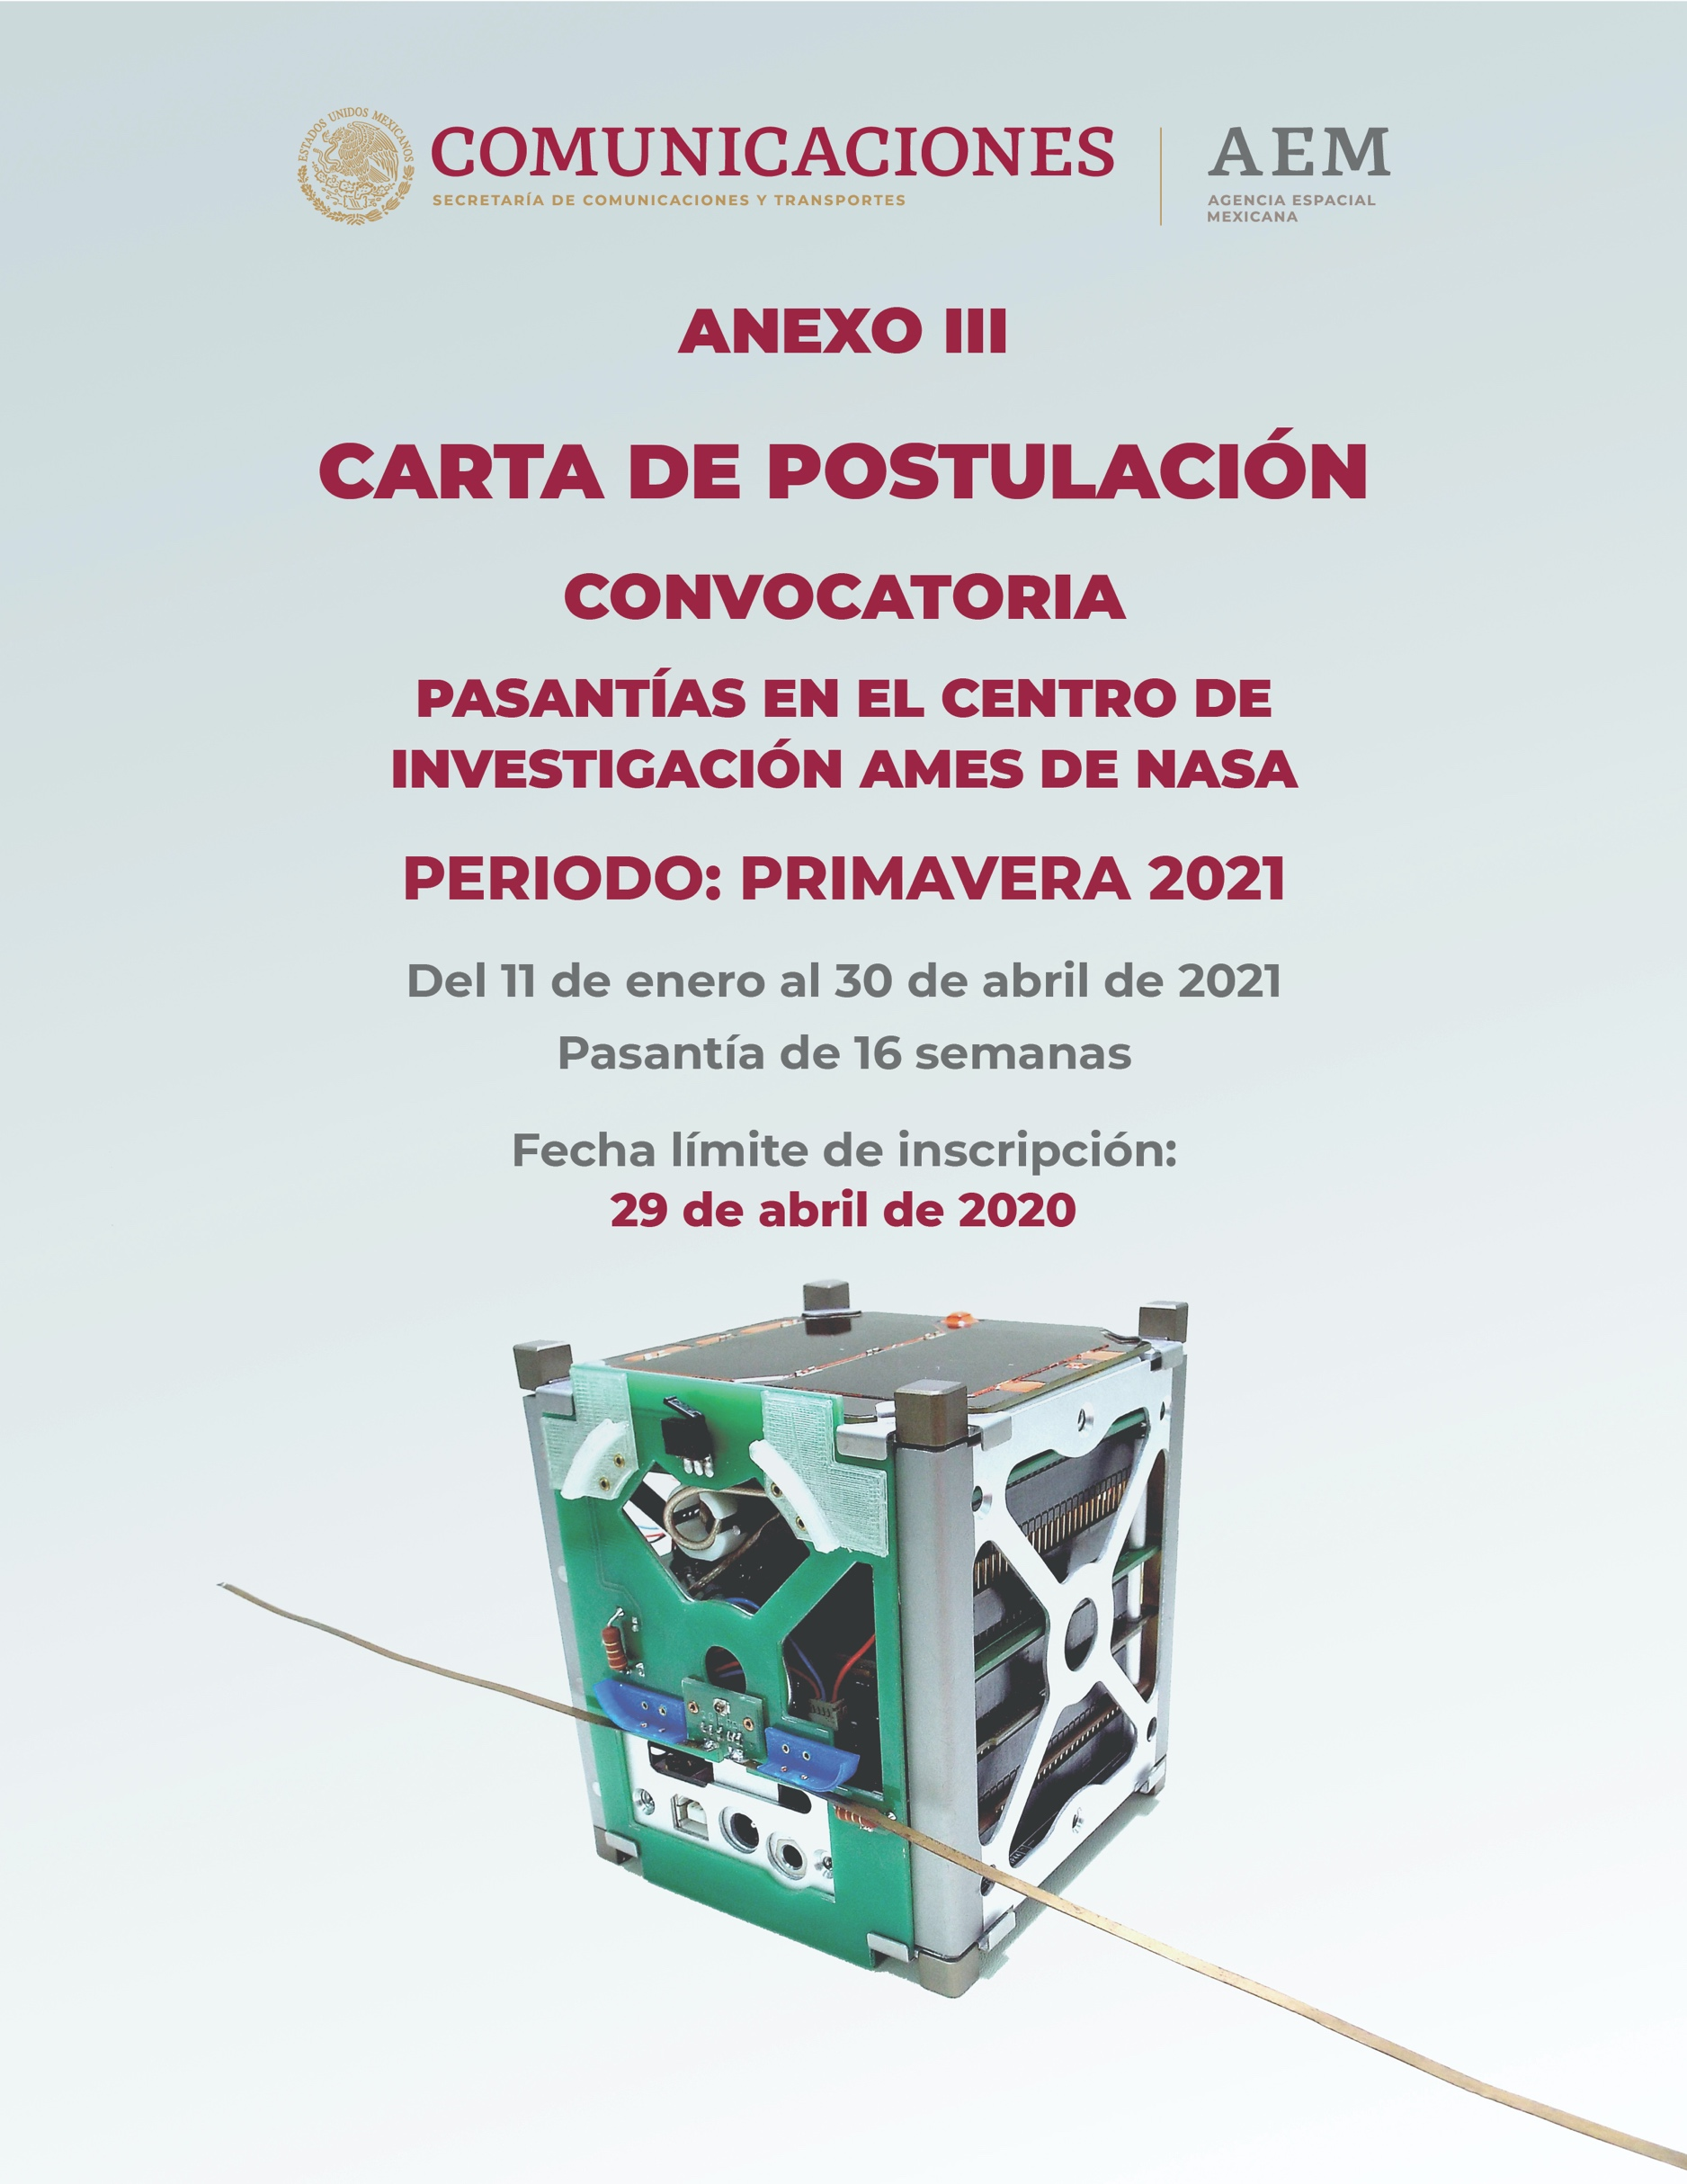 ESTADOS UNIDOS MEXICANOS
COMUNICACIONES
SECRETARÍA DE COMUNICACIONES Y TRANSPORTES
AEM
AGENCIA ESPACIAL
MEXICANA
ANEXO III
CARTA DE POSTULACIÓN
CONVOCATORIA
PASANTÍAS EN EL CENTRO DE
INVESTIGACIÓN AMES DE NASA
PERIODO: PRIMAVERA 2021
Del 11 de enero al 30 de abril de 2021
Pasantía de 16 semanas
Fecha límite de inscripción:
29 de abril de 2020